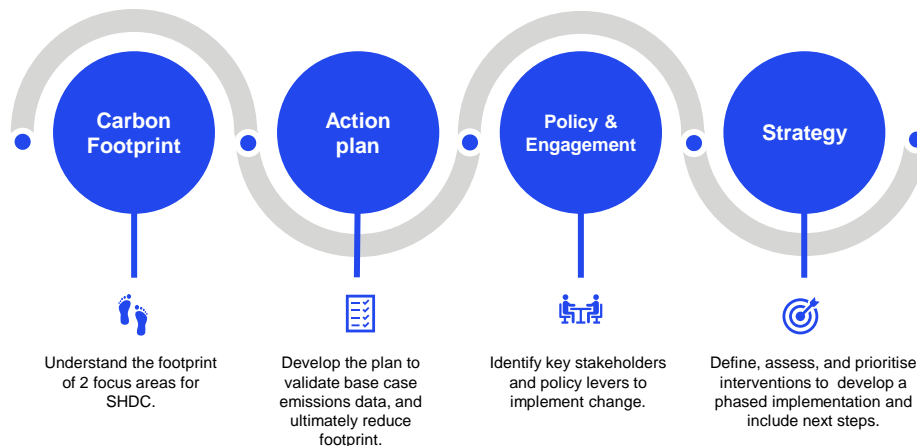 Carbon
Footprint
Action
plan
Policy &
Engagement
Strategy
Understand the footprint
of 2 focus areas for
SHDC.
Develop the plan to
validate base case
emissions data, and
ultimately reduce
footprint.
Identify key stakeholders
and policy levers to
implement change.
Define, assess, and prioritise
interventions to develop a
phased implementation and
include next steps.